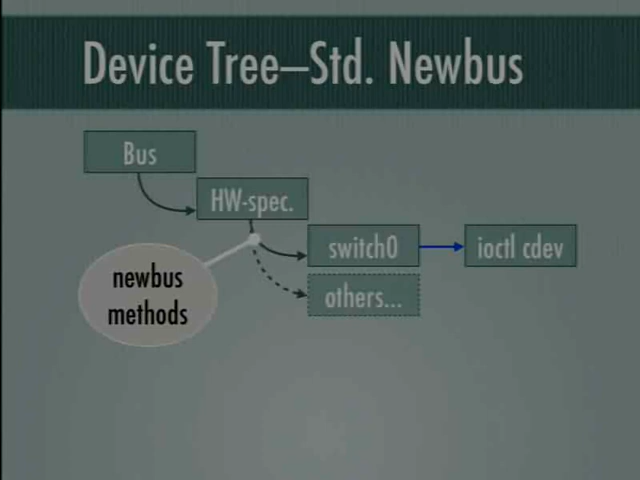 Device Tree–Std. Newbus
Bus
HW-spec.
switch0
ioctl cdev
newbus
methods
others...